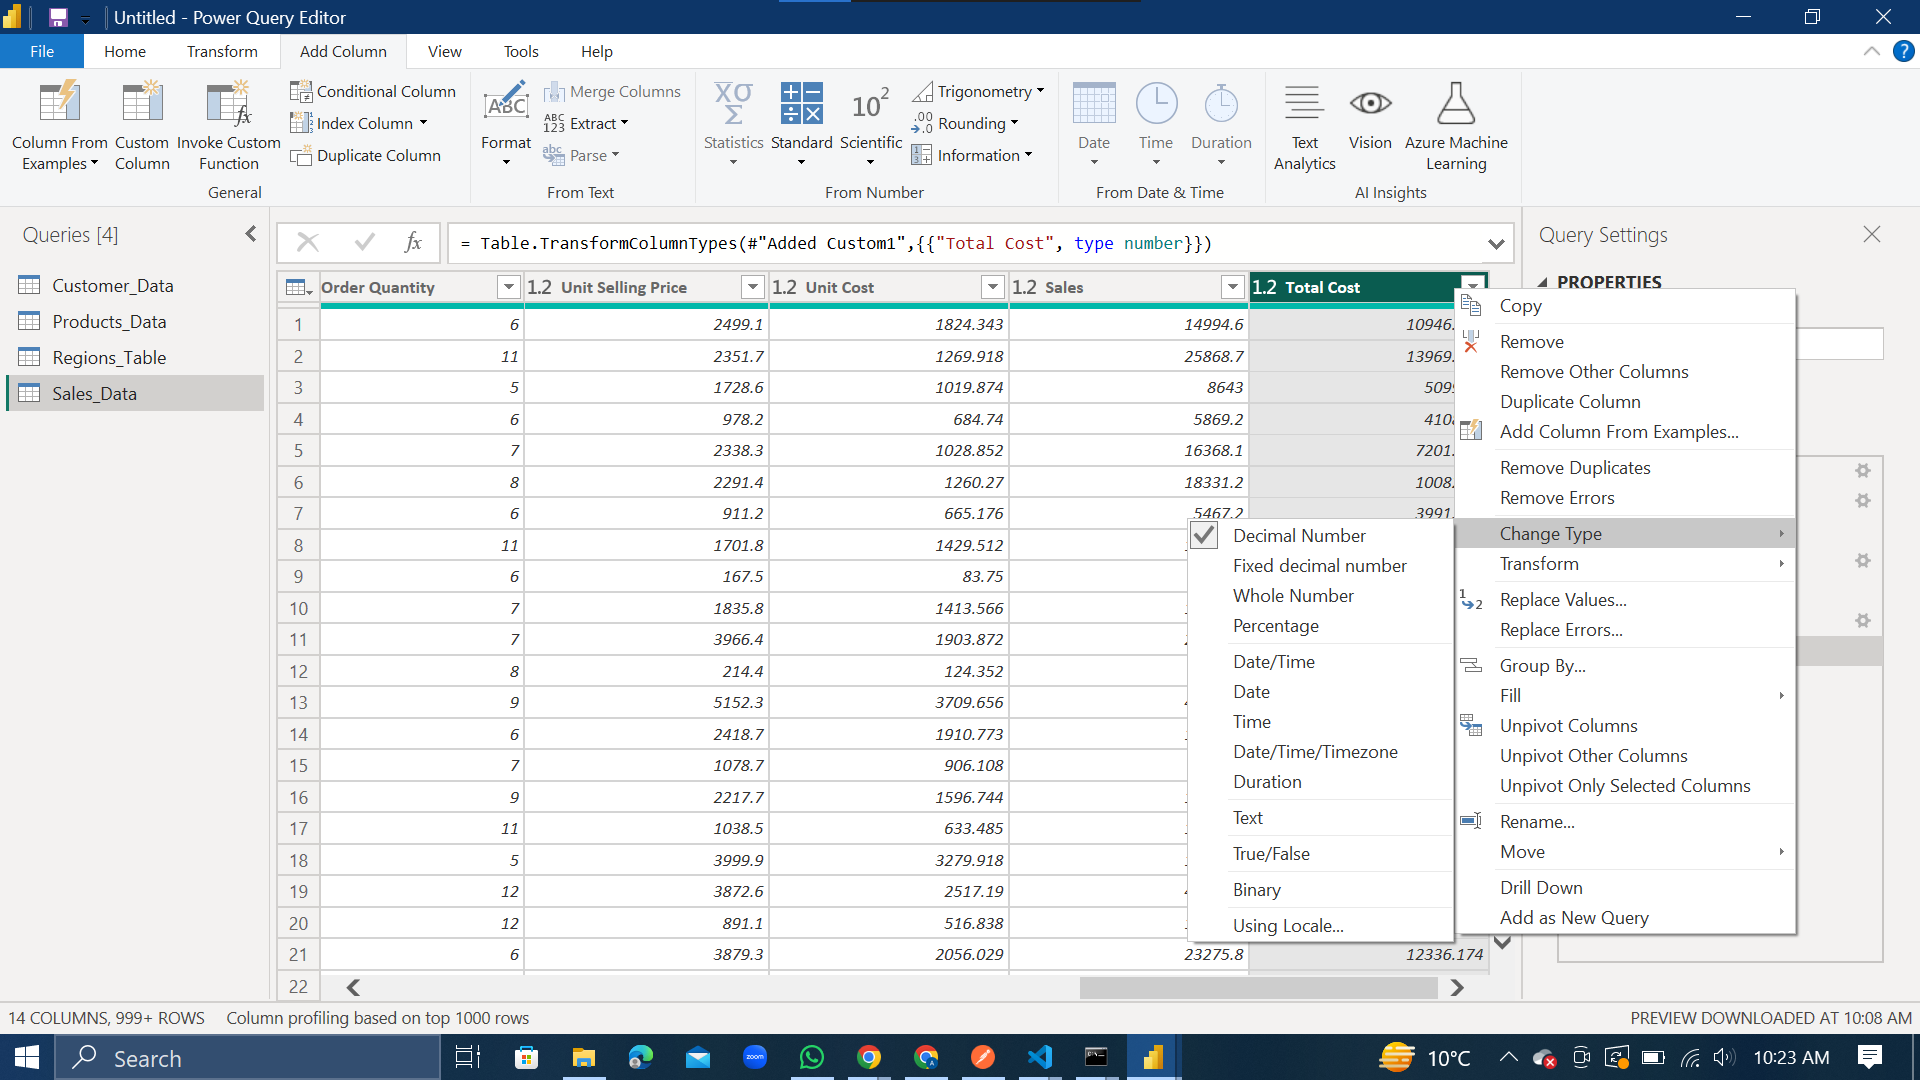 Untitled - Power Query Editor
File
Home
Transform
Add Column
View
Tools
Help
Column From Examples
Custom Column
Invoke Custom Function
Conditional Column
Index Column
Duplicate Column
General
Format
Merge Columns
Extract
Parse
From Text
Statistics
Standard
Scientific
Trigonometry
Rounding
Information
From Number
Date
Time
Duration
From Date & Time
Text Analytics
Vision
Azure Machine Learning
AI Insights
Queries [4]
Customer_Data
Products_Data
Regions_Table
Sales_Data
fx = Table.TransformColumnTypes(#"Added Custom1",{{"Total Cost", type number}})
Query Settings
PROPERTIES
Order Quantity 1.2 Unit Selling Price 1.2 Unit Cost 1.2 Sales 1.2 Total Cost
1 6 2499.1 1824.343 14994.6 10946.
2 11 2351.7 1269.918 25868.7 13969.
3 5 1728.6 1019.874 8643 509
4 6 978.2 684.74 5869.2 410
5 7 2338.3 1028.852 16368.1 7201.
6 8 2291.4 1260.27 18331.2 1008
7 6 911.2 665.176 5467.2 3991
8 11 1701.8 1429.512
9 6 167.5 83.75
10 7 1835.8 1413.566
11 7 3966.4 1903.872
12 8 214.4 124.352
13 9 5152.3 3709.656
14 6 2418.7 1910.773
15 7 1078.7 906.108
16 9 2217.7 1596.744
17 11 1038.5 633.485
18 5 3999.9 3279.918
19 12 3872.6 2517.19
20 12 891.1 516.838
21 6 3879.3 2056.029 23275.8 12336.174
22
Copy
Remove
Remove Other Columns
Duplicate Column
Add Column From Examples...
Remove Duplicates
Remove Errors
Change Type
Transform
Replace Values...
Replace Errors...
Group By...
Fill
Unpivot Columns
Unpivot Other Columns
Unpivot Only Selected Columns
Rename...
Move
Drill Down
Add as New Query
Decimal Number
Fixed decimal number
Whole Number
Percentage
Date/Time
Date
Time
Date/Time/Timezone
Duration
Text
True/False
Binary
Using Locale...
14 COLUMNS, 999+ ROWS
Column profiling based on top 1000 rows
PREVIEW DOWNLOADED AT 10:08 AM
Search
zoom
10°C
10:23 AM